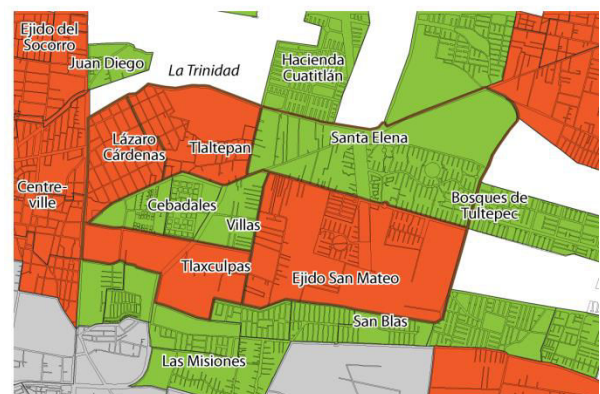 Ejido del
Socorro
Juan Diego
La Trinidad
Hacienda
Cuatitlán
Lázaro
Cárdenas
Tlaltepan
Santa Elena
Centre-
ville
Cebadales
Villas
Bosques de
Tultepec
Tlaxculpas
Ejido San Mateo
San Blas
Las Misiones